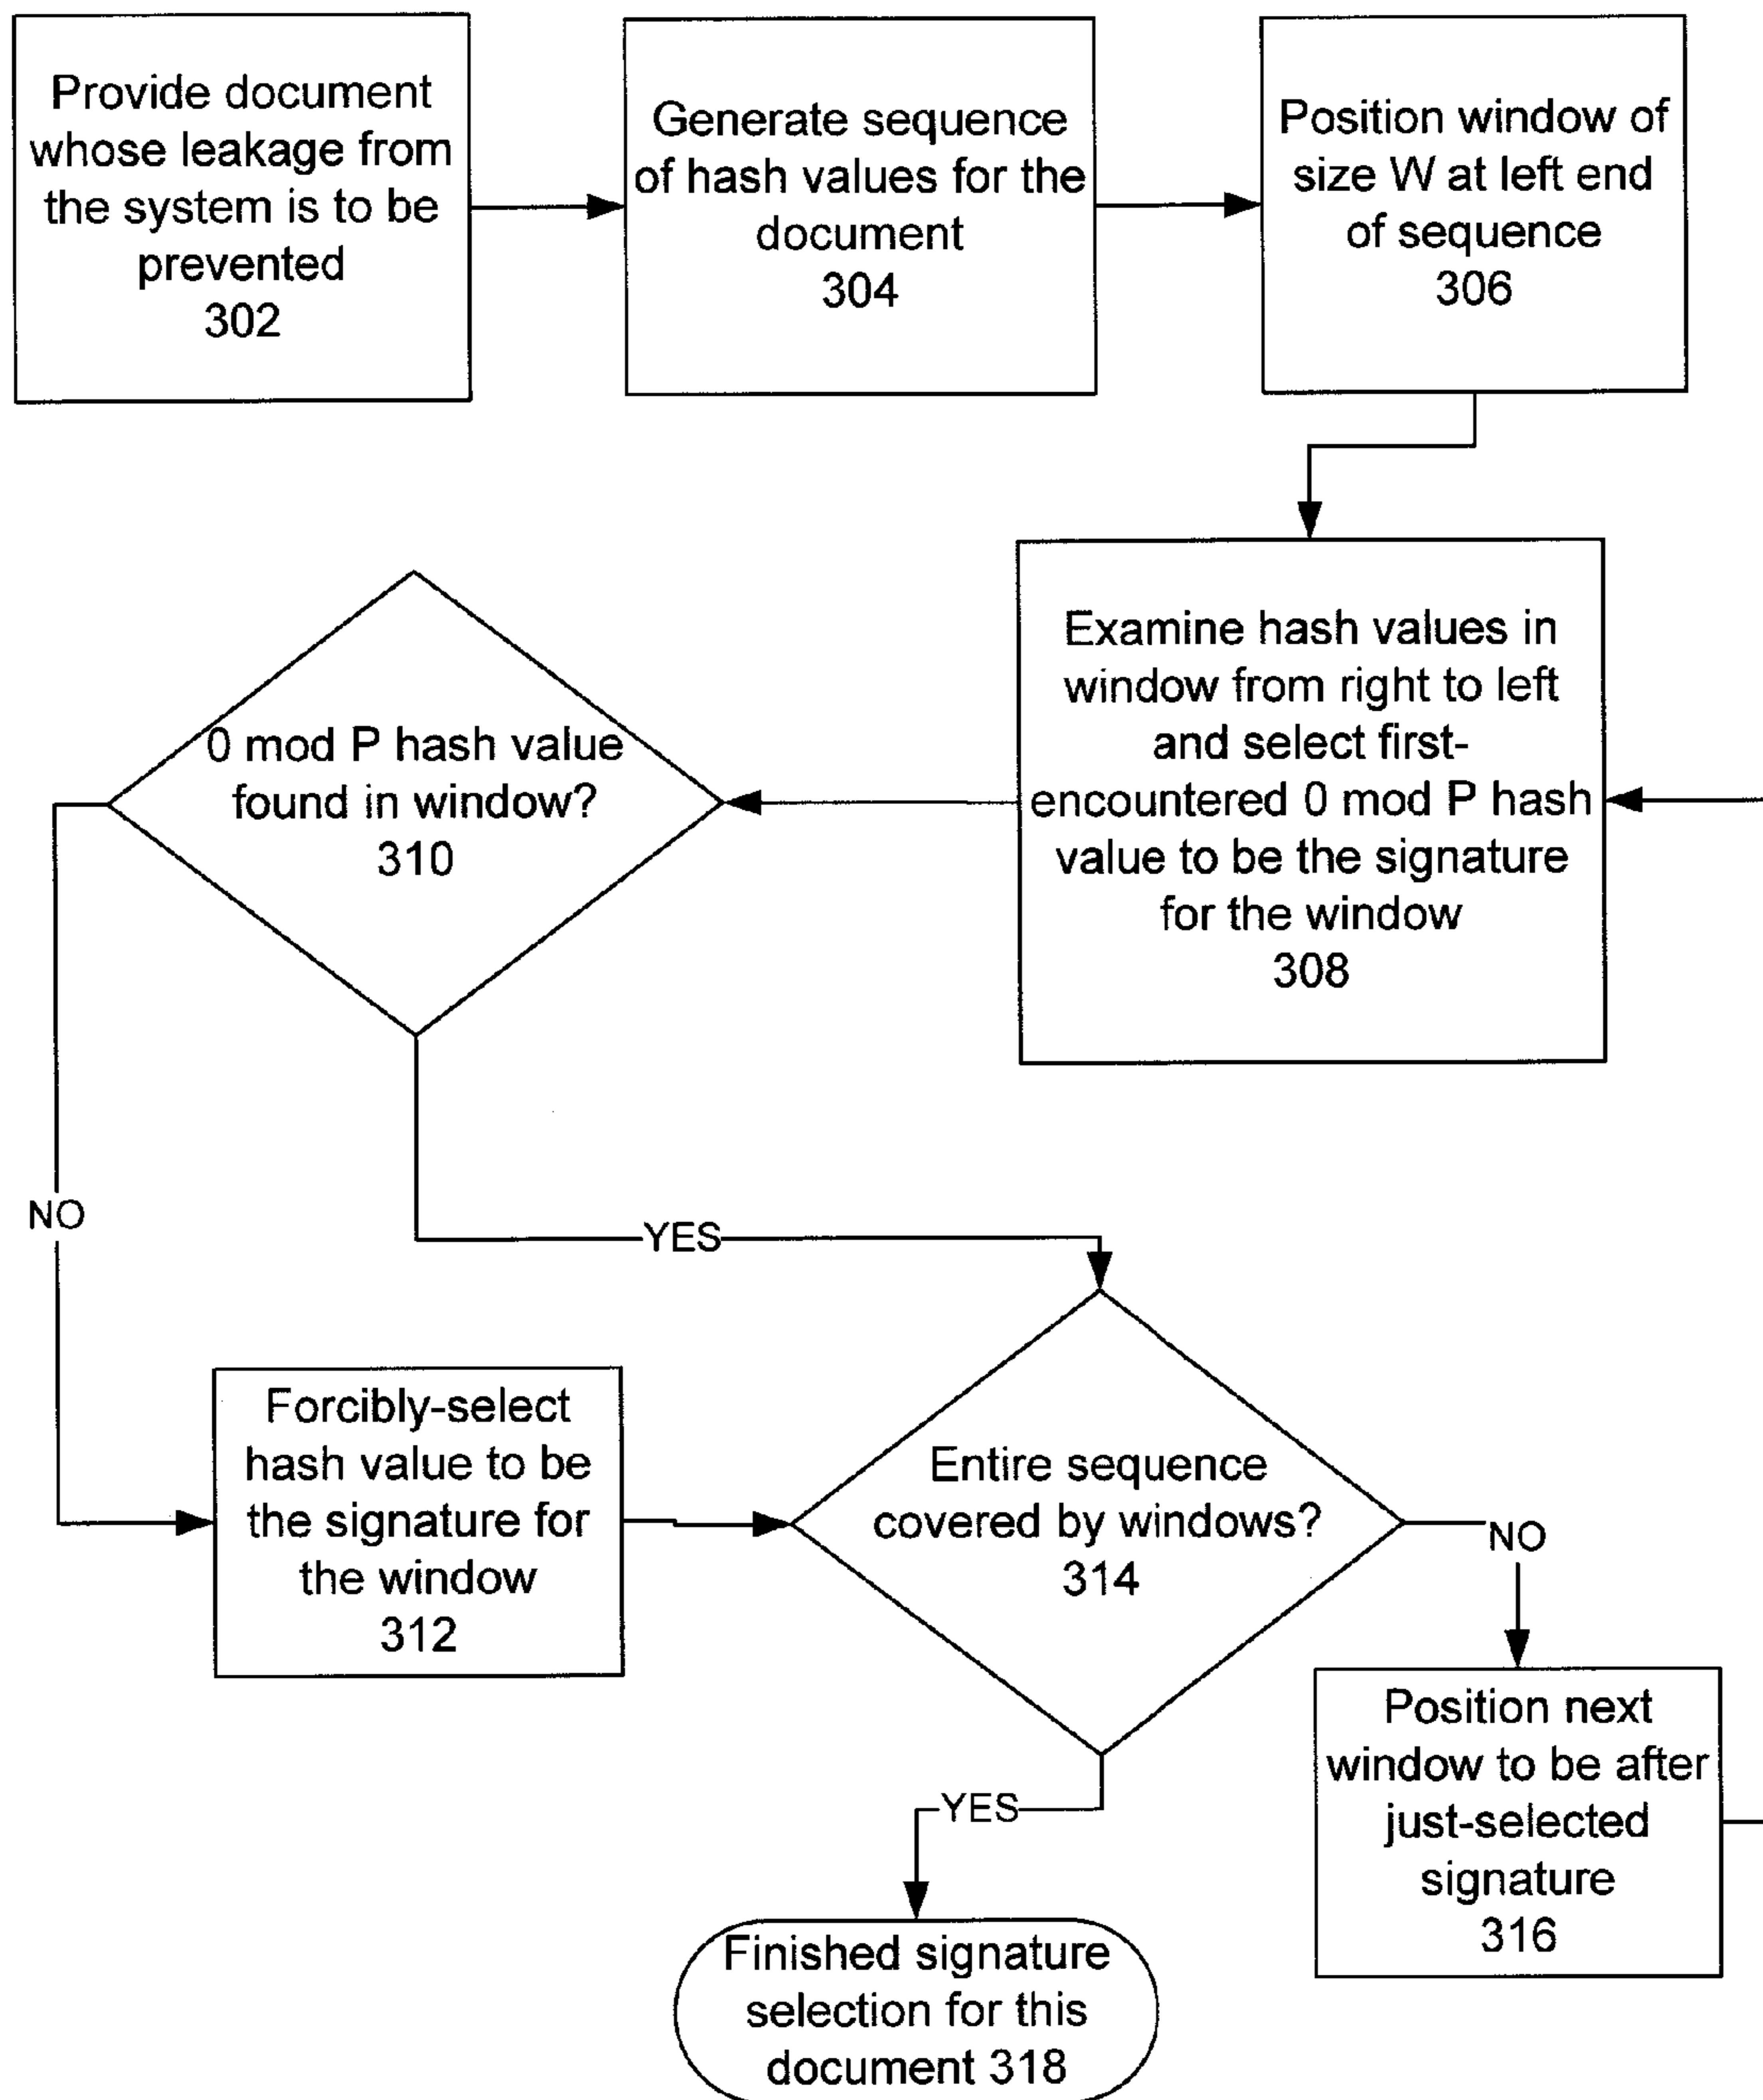 Provide document
whose leakage from
the system is to be
prevented
302
Generate sequence
of hash values for the
document
304
Position window of
size W at left end
of sequence
306
Examine hash values in
window from right to left
and select first-
encountered 0 mod P hash
value to be the signature
for the window
308
0 mod P hash value
found in window?
310
NO
YES
Forcibly-select
hash value to be
the signature for
the window
312
Entire sequence
covered by windows?
314
NO
Position next
window to be after
just-selected
signature
316
YES
Finished signature
selection for this
document 318